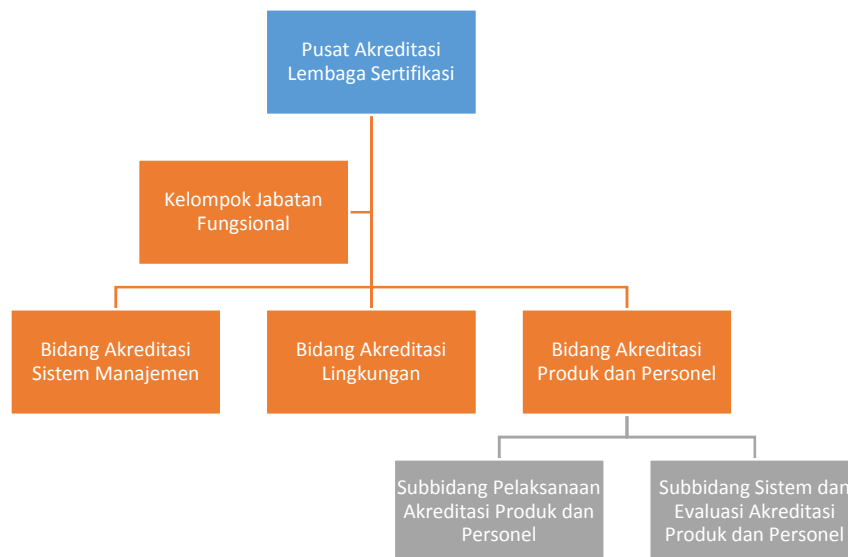 Pusat Akreditasi
Lembaga Sertifikasi
Kelompok Jabatan
Fungsional
Bidang Akreditasi
Sistem Manajemen
Bidang Akreditasi
Lingkungan
Bidang Akreditasi
Produk dan Personel
Subbidang Pelaksanaan
Akreditasi Produk dan
Personel
Subbidang Sistem dan
Evaluasi Akreditasi
Produk dan Personel